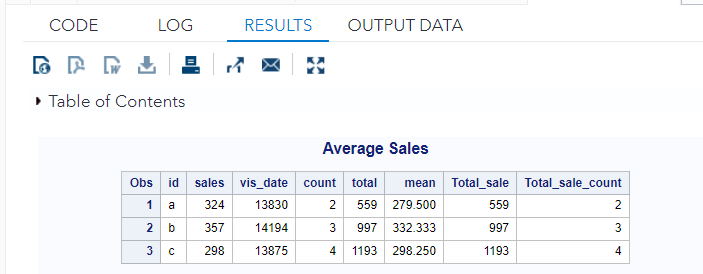 CODE LOG RESULTS OUTPUT DATA
Table of Contents
Average Sales
Obs id sales vis_date count total mean Total_sale Total_sale_count
1 a 324 13830 2 559 279.500 559 2
2 b 357 14194 3 997 332.333 997 3
3 c 298 13875 4 1193 298.250 1193 4